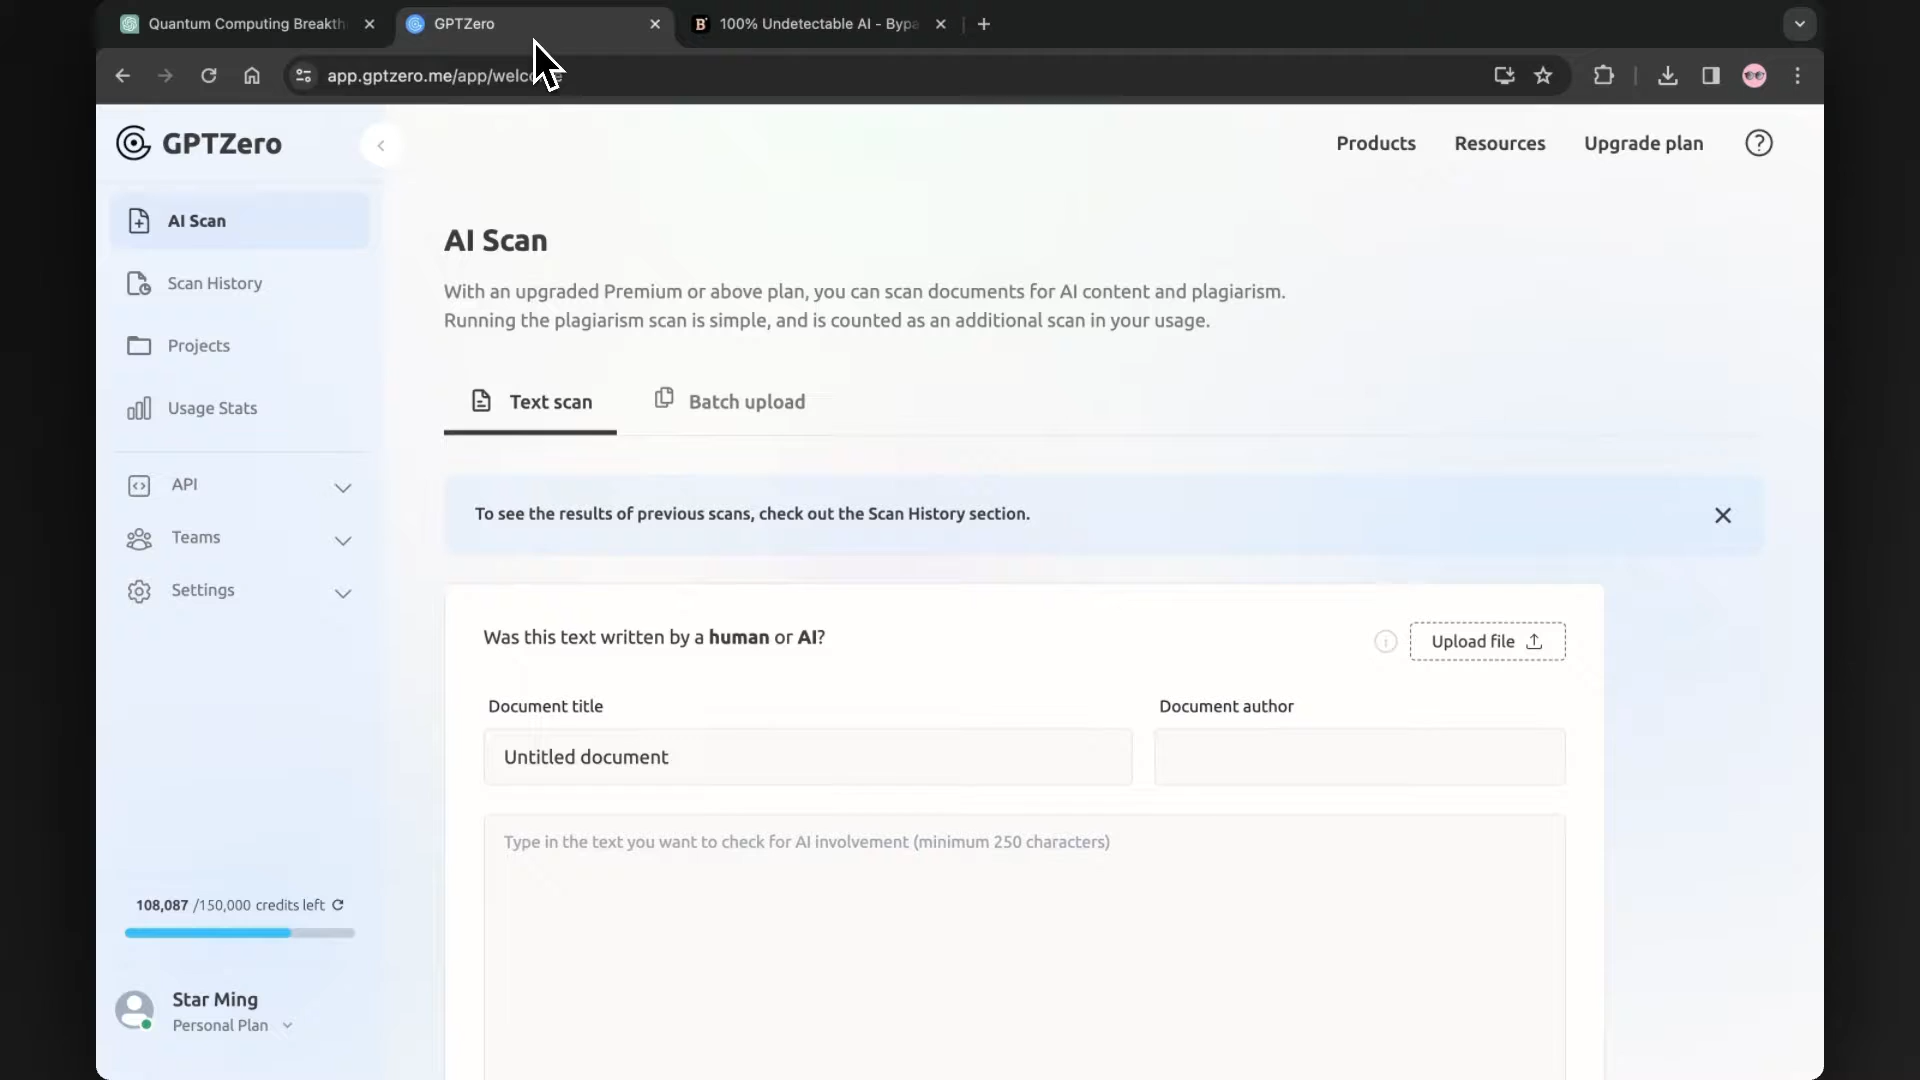 Quantum Computing Breakth
GPTZero
100% Undetectable AI - Bypa
app.gptzero.me/app/welc
GPTZero
Products
Resources
Upgrade plan
AI Scan
Scan History
Projects
Usage Stats
API
Teams
Settings
108,087 /150,000 credits left
Star Ming
Personal Plan
AI Scan
With an upgraded Premium or above plan, you can scan documents for AI content and plagiarism.
Running the plagiarism scan is simple, and is counted as an additional scan in your usage.
Text scan
Batch upload
To see the results of previous scans, check out the Scan History section.
Was this text written by a human or AI?
Upload file
Document title
Document author
Untitled document
Type in the text you want to check for AI involvement (minimum 250 characters)